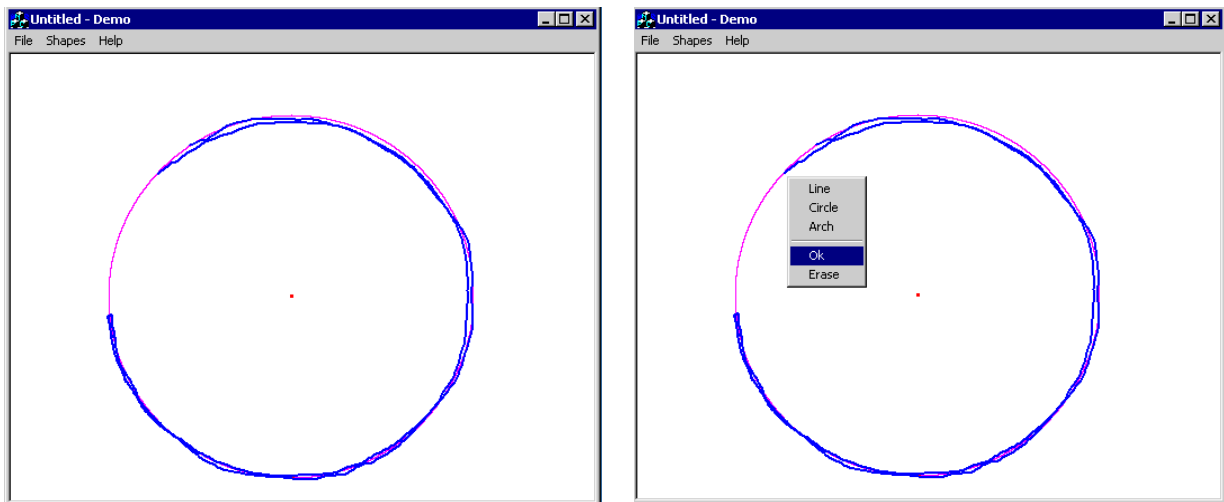 Untitled - Demo
File Shapes Help
Untitled - Demo
File Shapes Help
Line
Circle
Arch
Ok
Erase